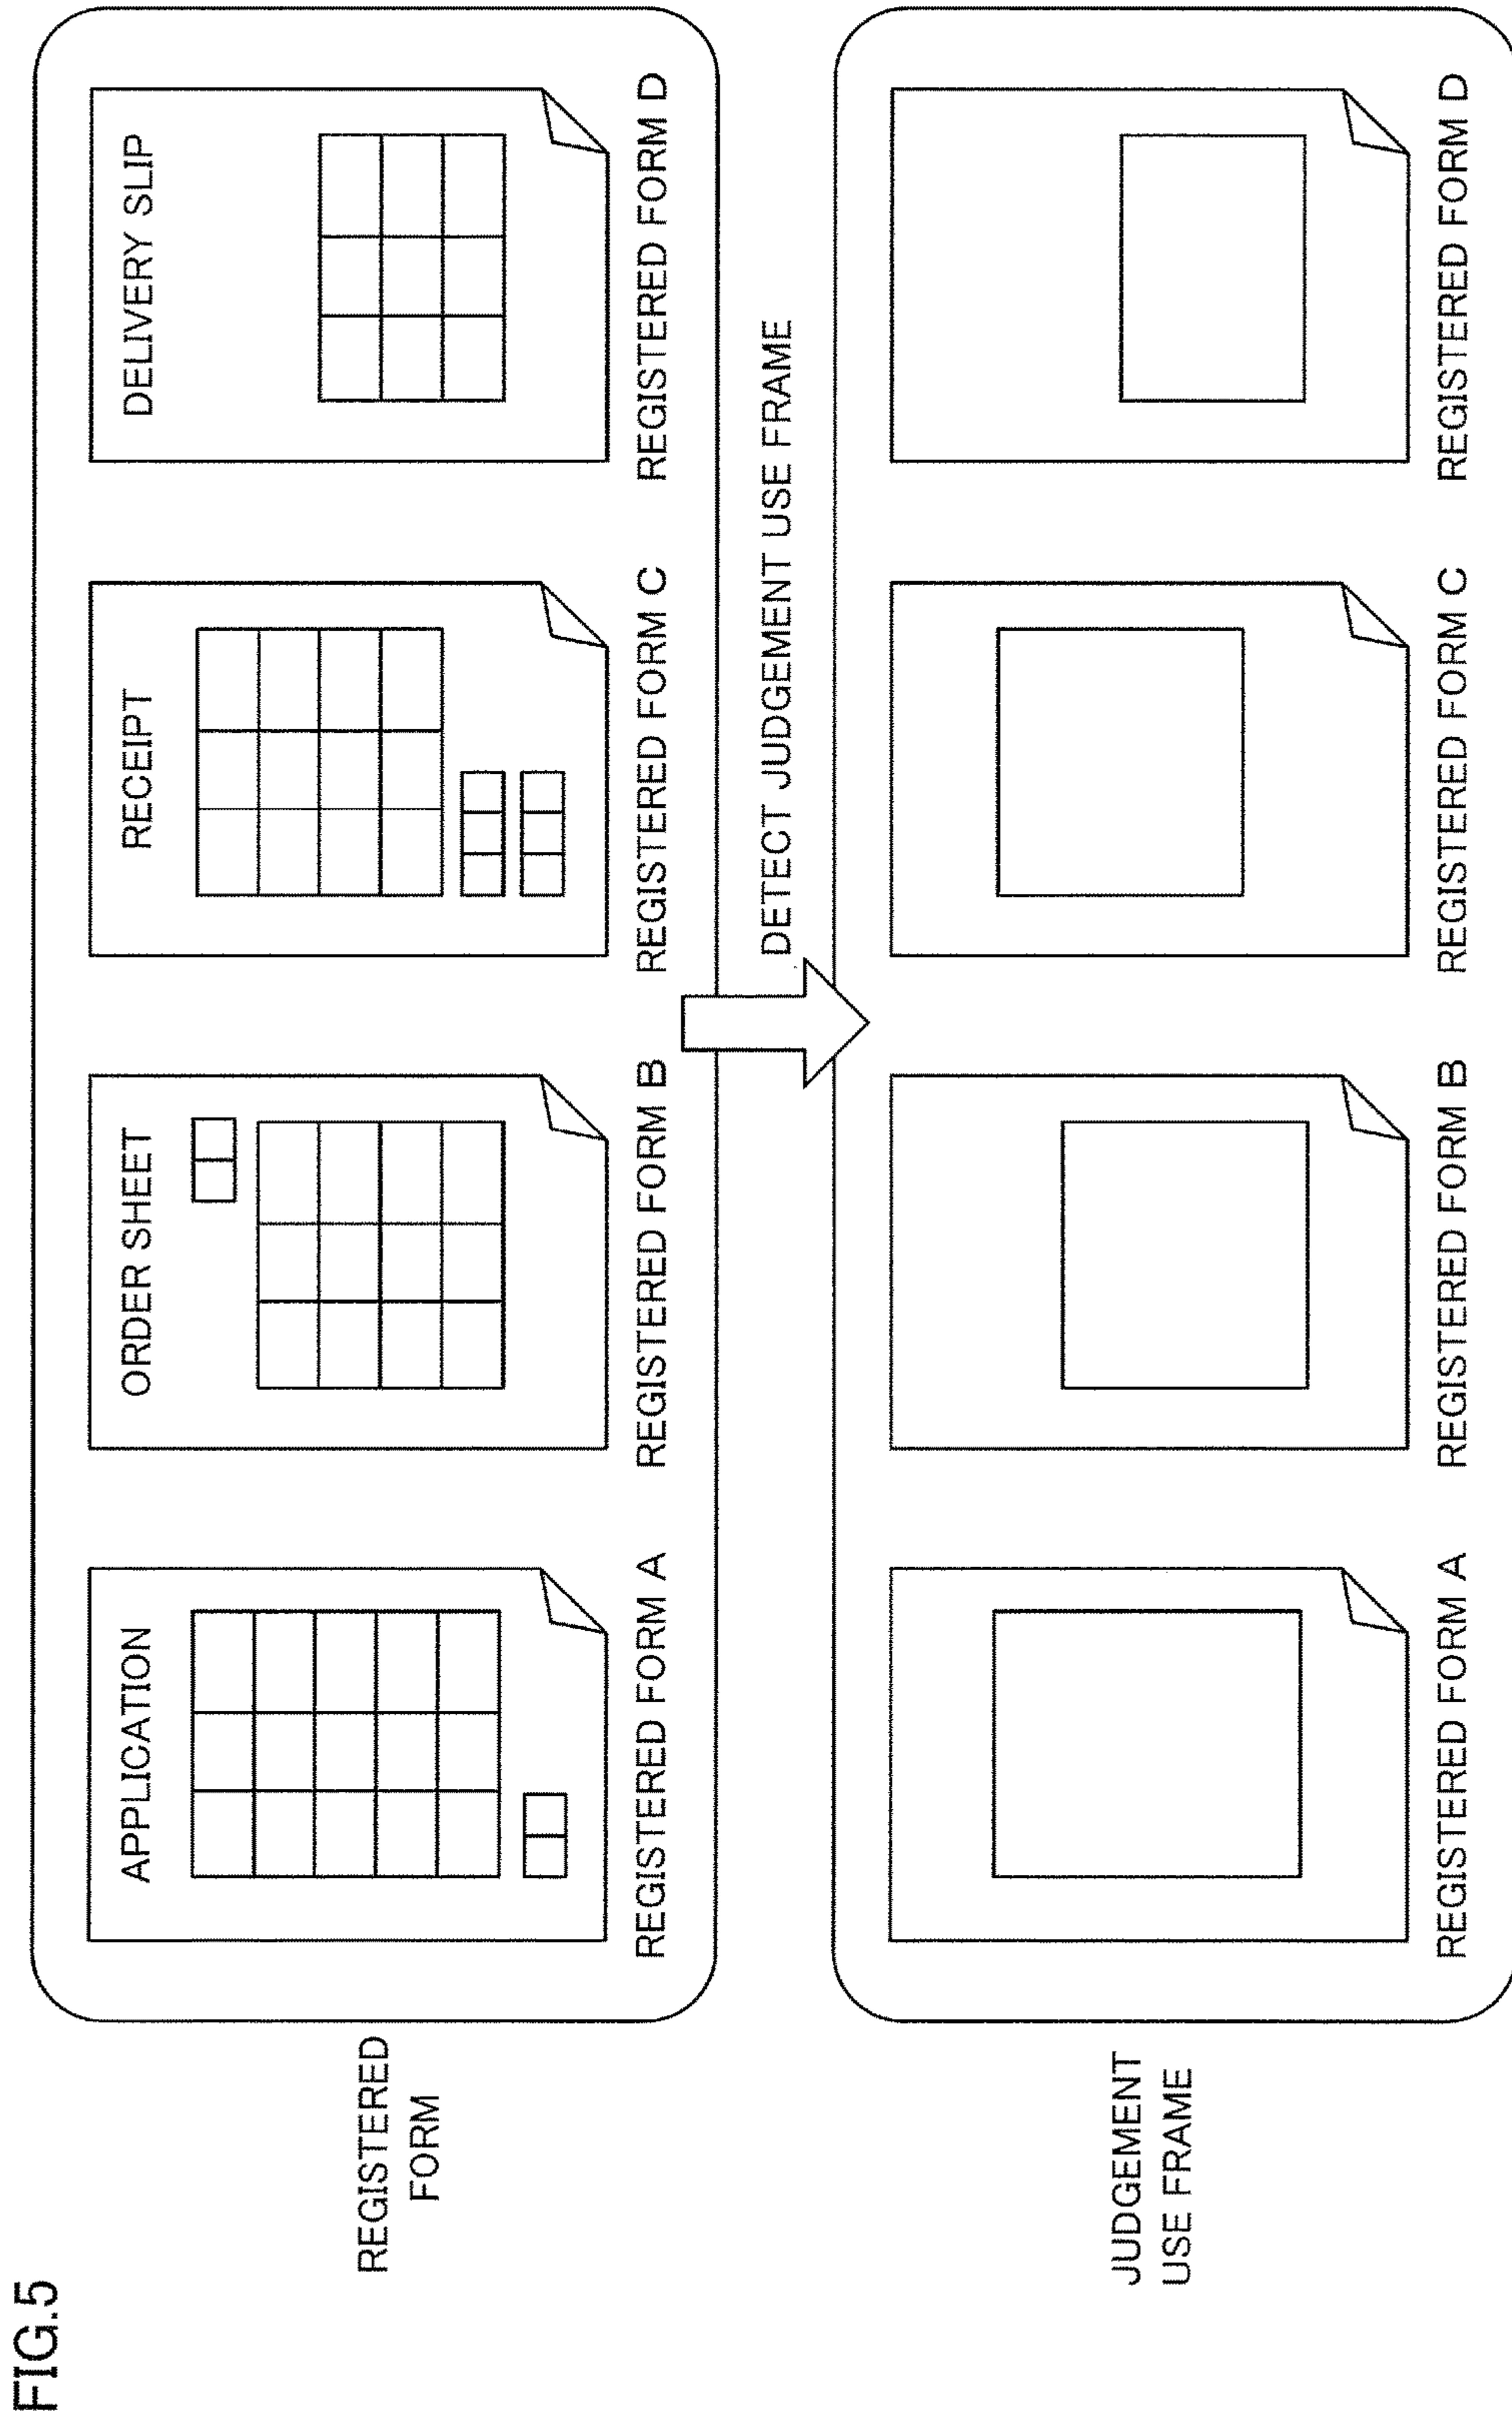 FIG.5
REGISTERED
FORM
APPLICATION
ORDER SHEET
RECEIPT
DELIVERY SLIP
REGISTERED FORM A
REGISTERED FORM B
REGISTERED FORM C
REGISTERED FORM D
DETECT JUDGEMENT USE FRAME
JUDGEMENT
USE FRAME
REGISTERED FORM A
REGISTERED FORM B
REGISTERED FORM C
REGISTERED FORM D